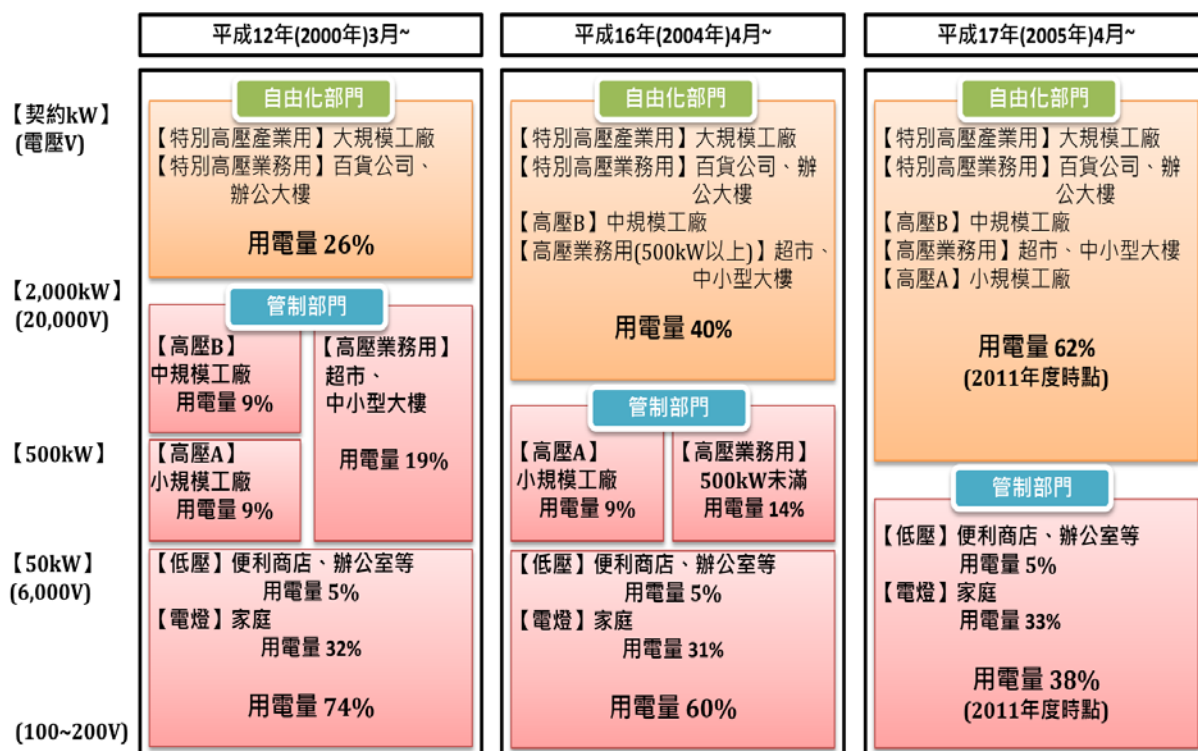 平成12年(2000年)3月~
平成16年(2004年)4月~
平成17年(2005年)4月~
【契約kW】
(電壓V)
【2,000kW】
(20,000V)
【500kW】
【50kW】
(6,000V)
(100~200V)
自由化部門
【特別高壓產業用】大規模工廠
【特別高壓業務用】百貨公司、
辦公大樓
用電量 26%
管制部門
【高壓B】
中規模工廠
用電量 9%
【高壓業務用】
超市、
中小型大樓
用電量 19%
【高壓A】
小規模工廠
用電量 9%
【低壓】便利商店、辦公室等
用電量 5%
【電燈】家庭
用電量 32%
用電量 74%
自由化部門
【特別高壓產業用】大規模工廠
【特別高壓業務用】百貨公司、辦
公大樓
【高壓B】中規模工廠
【高壓業務用(500kW以上)】超市、
中小型大樓
用電量 40%
管制部門
【高壓A】
小規模工廠
用電量 9%
【高壓業務用】
500kW未滿
用電量 14%
【低壓】便利商店、辦公室等
用電量 5%
【電燈】家庭
用電量 31%
用電量 60%
自由化部門
【特別高壓產業用】大規模工廠
【特別高壓業務用】百貨公司、辦
公大樓
【高壓B】中規模工廠
【高壓業務用】超市、中小型大樓
【高壓A】小規模工廠
用電量 62%
(2011年度時點)
管制部門
【低壓】便利商店、辦公室等
用電量 5%
【電燈】家庭
用電量 33%
用電量 38%
(2011年度時點)